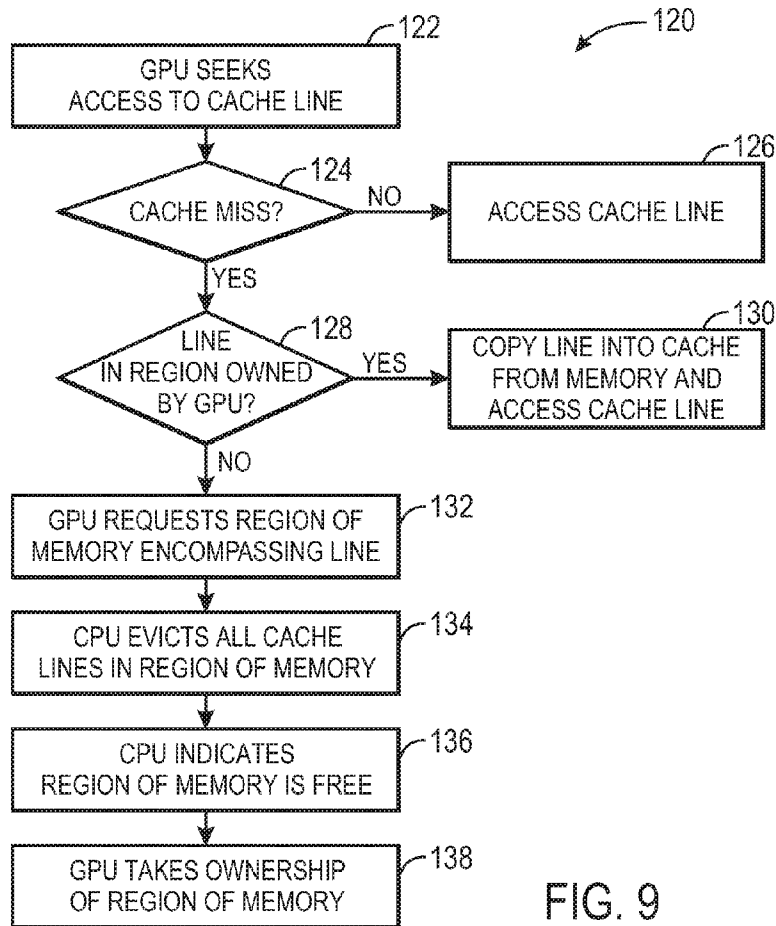 120
122
GPU SEEKS
ACCESS TO CACHE LINE
124
CACHE MISS?
NO
126
ACCESS CACHE LINE
YES
128
LINE
IN REGION OWNED
BY GPU?
YES
130
COPY LINE INTO CACHE
FROM MEMORY AND
ACCESS CACHE LINE
NO
132
GPU REQUESTS REGION OF
MEMORY ENCOMPASSING LINE
134
CPU EVICTS ALL CACHE
LINES IN REGION OF MEMORY
136
CPU INDICATES
REGION OF MEMORY IS FREE
138
GPU TAKES OWNERSHIP
OF REGION OF MEMORY
FIG. 9